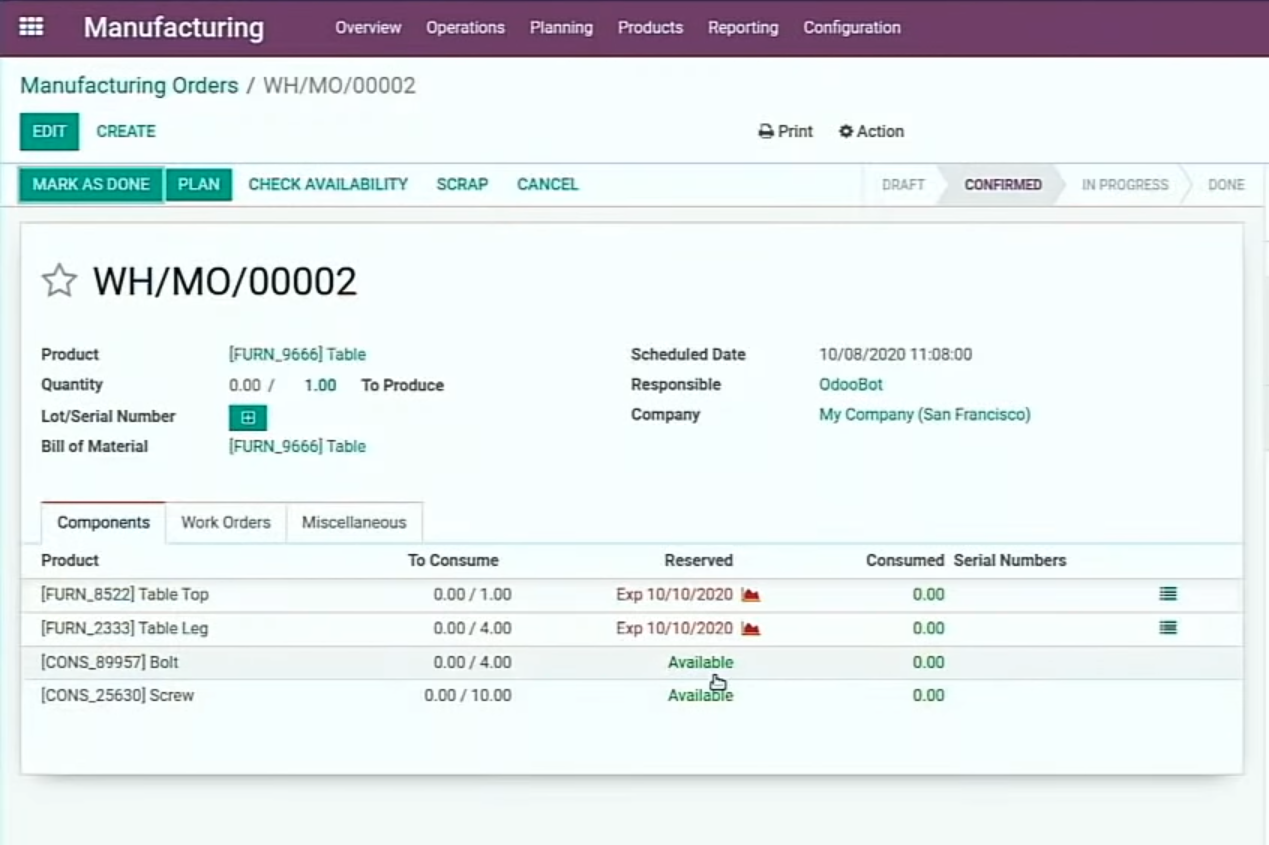 Manufacturing Overview Operations Planning Products Reporting Configuration
Manufacturing Orders / WH/MO/00002
EDIT CREATE Print Action
MARK AS DONE PLAN CHECK AVAILABILITY SCRAP CANCEL DRAFT CONFIRMED IN PROGRESS DONE
WH/MO/00002
Product [FURN_9666] Table Scheduled Date 10/08/2020 11:08:00
Quantity 0.00 / 1.00 To Produce Responsible OdooBot
Lot/Serial Number Company My Company (San Francisco)
Bill of Material [FURN_9666] Table
Components Work Orders Miscellaneous
Product To Consume Reserved Consumed Serial Numbers
[FURN_8522] Table Top 0.00 / 1.00 Exp 10/10/2020 0.00
[FURN_2333] Table Leg 0.00 / 4.00 Exp 10/10/2020 0.00
[CONS_89957] Bolt 0.00 / 4.00 Available 0.00
[CONS_25630] Screw 0.00 / 10.00 Available 0.00